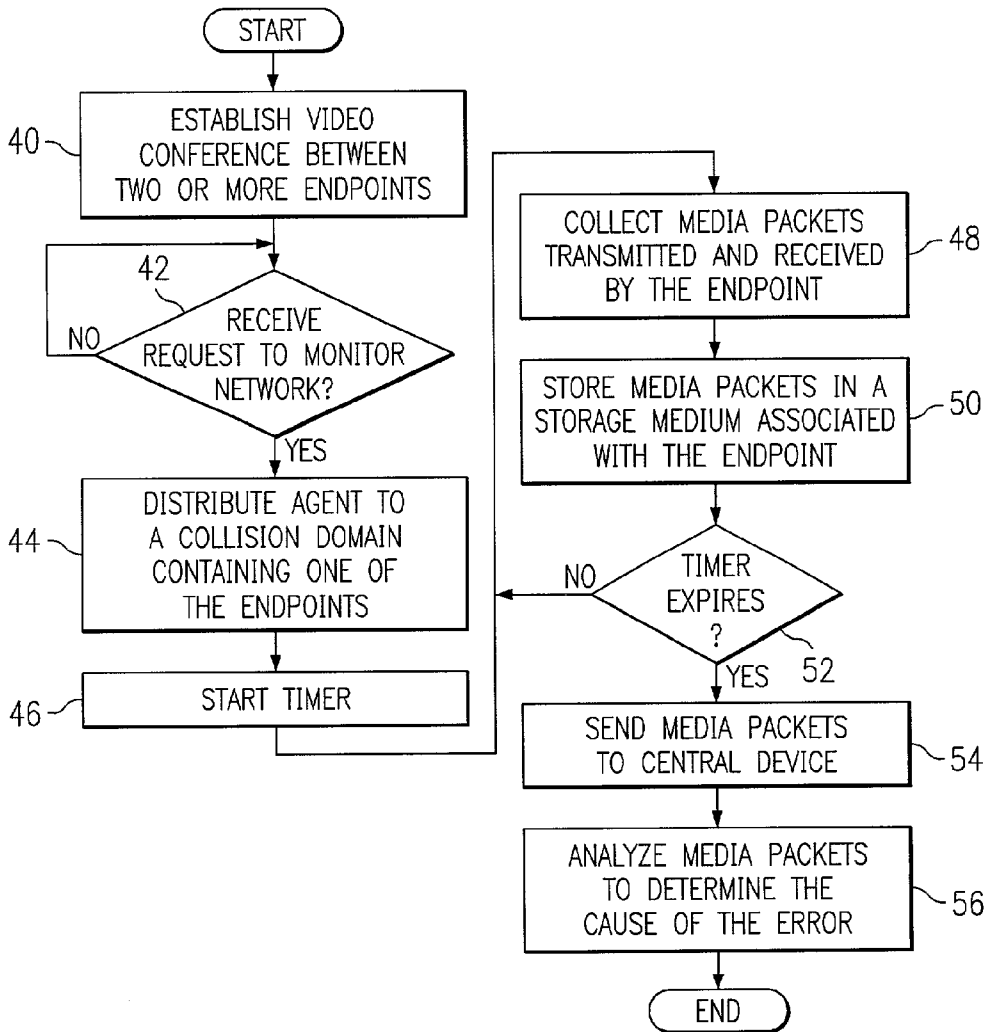 START
40
ESTABLISH VIDEO
CONFERENCE BETWEEN
TWO OR MORE ENDPOINTS
42
NO
RECEIVE
REQUEST TO MONITOR
NETWORK?
YES
44
DISTRIBUTE AGENT TO
A COLLISION DOMAIN
CONTAINING ONE OF
THE ENDPOINTS
46
START TIMER
COLLECT MEDIA PACKETS
TRANSMITTED AND RECEIVED
BY THE ENDPOINT
48
STORE MEDIA PACKETS IN A
STORAGE MEDIUM ASSOCIATED
WITH THE ENDPOINT
50
NO
TIMER
EXPIRES
?
52
YES
SEND MEDIA PACKETS
TO CENTRAL DEVICE
54
ANALYZE MEDIA PACKETS
TO DETERMINE THE
CAUSE OF THE ERROR
56
END